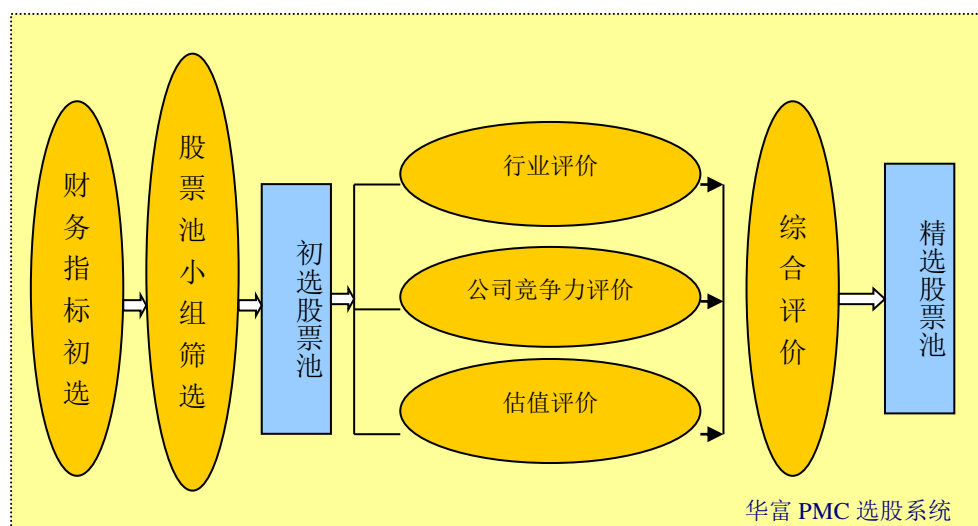 财务指标初选
股票池小组筛选
初选股票池
行业评价
公司竞争力评价
估值评价
综合评价
精选股票池
华富 PMC 选股系统